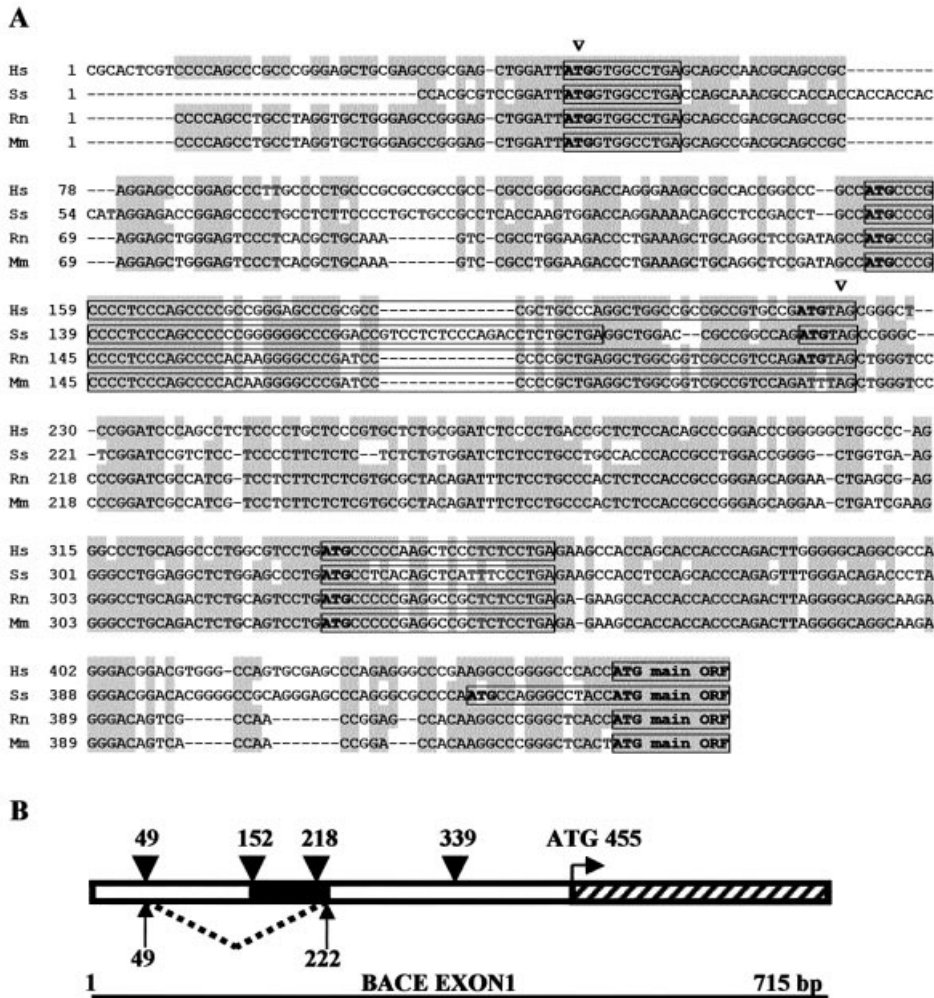 A
v
Hs 1 CGCACTCGTCCCCAGCCCGCCCGGGAGCTGCGAGCCGCGAG-CTGGATTATGGTGGCCTGAGCAGCCAACGCAGCCGC---------
Ss 1 ----------------------------------CCACGCGTCCGGATTATGGTGGCCTGACCAGCAAACGCCACCACCACCACCAC
Rn 1 ---------CCCCAGCCTGCCTAGGTGCTGGGAGCCGGGAG-CTGGATTATGGTGGCCTGAGCAGCCGACGCAGCCGC---------
Mm 1 ---------CCCCAGCCTGCCTAGGTGCTGGGAGCCGGGAG-CTGGATTATGGTGGCCTGAGCAGCCGACGCAGCCGC---------
Hs 78 ---AGGAGCCCGGAGCCCTTGCCCCTGCCCGCGCCGCCGCC-CGCCGGGGGGACCAGGGAAGCCGCCACCGGCCC-GCCATGCCCG
Ss 54 CATAGGAGACCGGAGCCCCTGCCTCTTCCCCTGCTGCCGCCTCACCAAGTGGACCAGGAAAACAGCCTCCGACCT-GCCATGCCCG
Rn 69 ---AGGAGCTGGGAGTCCCTCACGCTGCAAA-------GTC-CGCCTGGAAGACCCTGAAAGCTGCAGGCTCCGATAGCCATGCCCG
Mm 69 ---AGGAGCTGGGAGTCCCTCACGCTGCAAA-------GTC-CGCCTGGAAGACCCTGAAAGCTGCAGGCTCCGATAGCCATGCCCG
v
Hs 159 CCCCTCCCAGCCCCGCCGGGAGCCCGCGCC--------------CGCTGCCCAGGCTGGCCGCCGCCGTGCCGATGTAGCGGGCT--
Ss 139 CCCCTCCCAGCCCCCGGGGGGGCCCGGACCGTCCTCTCCCAGACCTCTGCTGAGGCTGGAC--CGCCGGCCAGATGTAGCCGGGC--
Rn 145 CCCCTCCCAGCCCCACAAGGGGCCCGATCC--------------CCCCGCTGAGGCTGGCGGTCGCCGTCCAGATGTAGCTGGGTCC
Mm 145 CCCCTCCCAGCCCCACAAGGGGCCCGATCC--------------CCCCGCTGAGGCTGGCGGTCGCCGTCCAGATTTAGCTGGGTCC
Hs 230 -CCGGATCCCAGCCTCTCCCCTGCTCCCGTGCTCTGCGGATCTCCCCTGACCGCTCTCCACAGCCCGGACCCGGGGGCTGGCCC-AG
Ss 221 -TCGGATCCGTCTCC-TCCCCTTCTCTC--TCTCTGTGGATCTCTCCTGCCTGCCACCCACCGCCTGGACCGGGG-CTGGTGA-AG
Rn 218 CCCGGATCGCCATCG-TCCTCTTCTCTCGTGCGCTACAGATTTCTCCTGCCCACTCTCCACCGCCGGGAGCAGGAA-CTGAGCG-AG
Mm 218 CCCGGATCGCCATCG-TCCTCTTCTCTCGTGCGCTACAGATTTCTCCTGCCCACTCTCCACCGCCGGGAGCAGGAA-CTGATCGAAG
Hs 315 GGCCCTGCAGGCCCTGGCGTCCTGATGCCCCCAAGCTCCCTCTCCTGAGAAGCCACCAGCACCACCCAGACTTGGGGGCAGGCGCCA
Ss 301 GGGCCTGGAGGCTCTGGAGCCCTGATGCCTCACAGCTCATTTCCCTGAGAAGCCACCTCCAGCACCCAGAGTTTGGGACAGACCCTA
Rn 303 GGGCCTGCAGACTCTGCAGTCCTGATGCCCCCGAGGCCGCTCTCCTGAGA-GAAGCCACCACCACCCAGACTTAGGGGCAGGCAAGA
Mm 303 GGGCCTGCAGACTCTGCAGTCCTGATGCCCCCGAGGCCGCTCTCCTGAGA-GAAGCCACCACCACCCAGACTTAGGGGCAGGCAAGA
Hs 402 GGGACGGACGTGGG-CCAGTGCGAGCCCAGAGGGCCCGAAGGCCGGGGCCCACCATG main ORF
Ss 388 GGGACGGACACGGGGGCCGCAGGGAGCCCAGGGCGCCCCAATGCCAGGGCCTACCATG main ORF
Rn 389 GGGACAGTCG-----CCAA------CCGGAG-CCACAAGGCCCGGGCTCACCATG main ORF
Mm 389 GGGACAGTCA-----CCAA------CCGGA--CCACAAGGCCCGGGCTCACTATG main ORF
B
49 152 218 339 ATG 455
49 222
1 BACE EXON1 715 bp